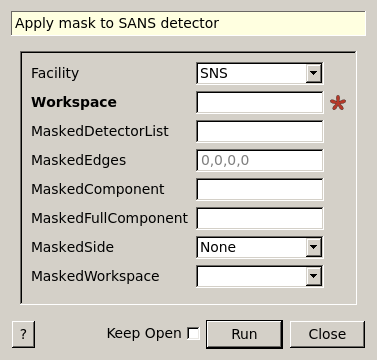 Apply mask to SANS detector
Facility SNS
Workspace
MaskedDetectorList
MaskedEdges 0,0,0,0
MaskedComponent
MaskedFullComponent
MaskedSide None
MaskedWorkspace
? Keep Open Run Close